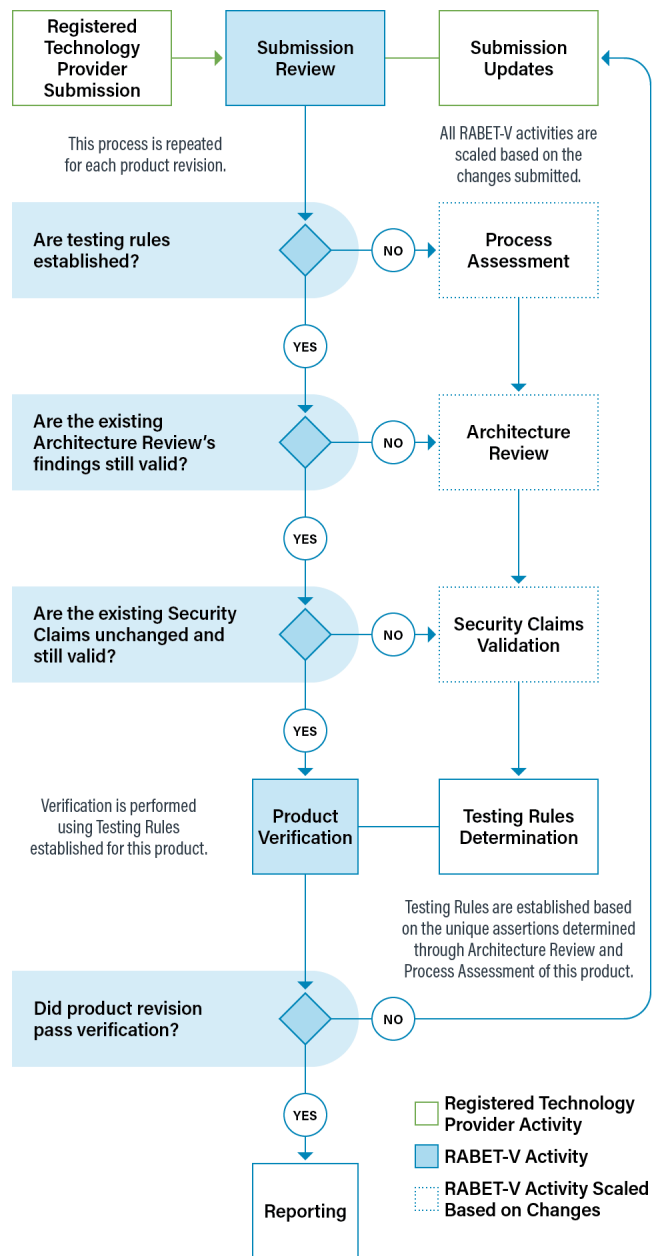 Registered
Technology
Provider
Submission
Submission
Review
Submission
Updates
This process is repeated
for each product revision.
All RABET-V activities are
scaled based on the
changes submitted.
Are testing rules
established?
NO
Process
Assessment
YES
Are the existing
Architecture Review's
findings still valid?
NO
Architecture
Review
YES
Are the existing Security
Claims unchanged and
still valid?
NO
Security Claims
Validation
YES
Verification is performed
using Testing Rules
established for this product.
Product
Verification
Testing Rules
Determination
Testing Rules are established based
on the unique assertions determined
through Architecture Review and
Process Assessment of this product.
Did product revision
pass verification?
NO
YES
Reporting
Registered Technology
Provider Activity
RABET-V Activity
RABET-V Activity Scaled
Based on Changes